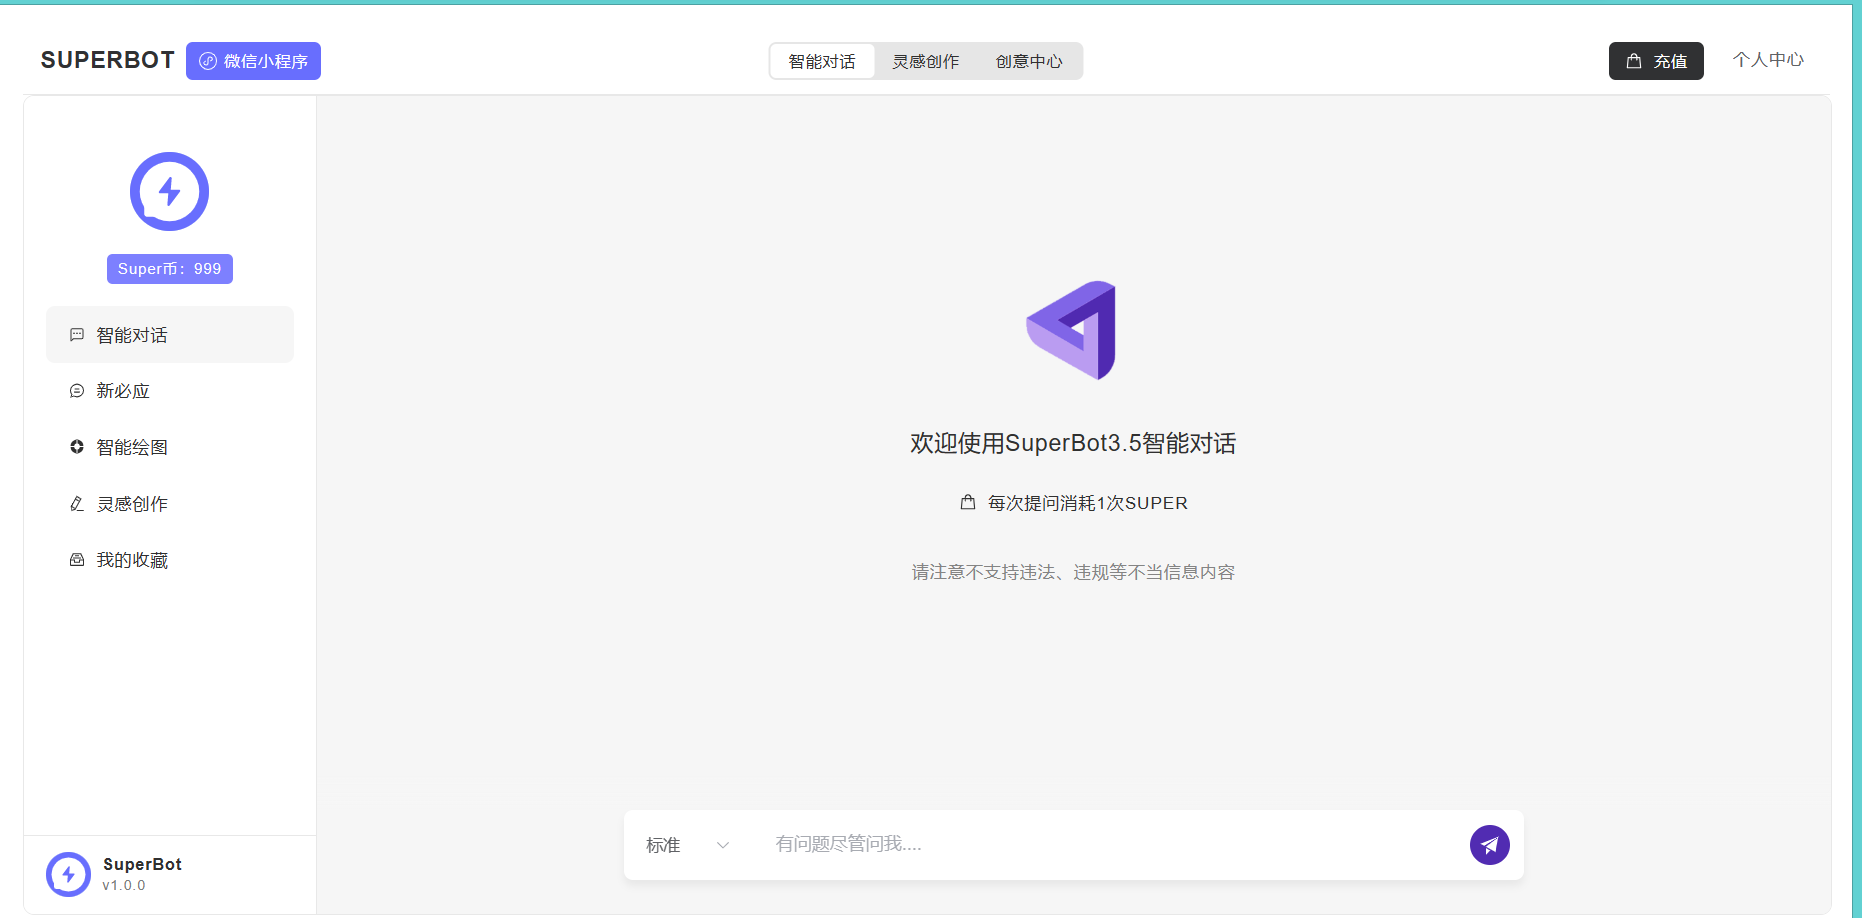 SUPERBOT
微信小程序
智能对话
灵感创作
创意中心
充值
个人中心
Super币：999
智能对话
新必应
智能绘图
灵感创作
我的收藏
欢迎使用SuperBot3.5智能对话
每次提问消耗1次SUPER
请注意不支持违法、违规等不当信息内容
标准
有问题尽管问我....
SuperBot
v1.0.0